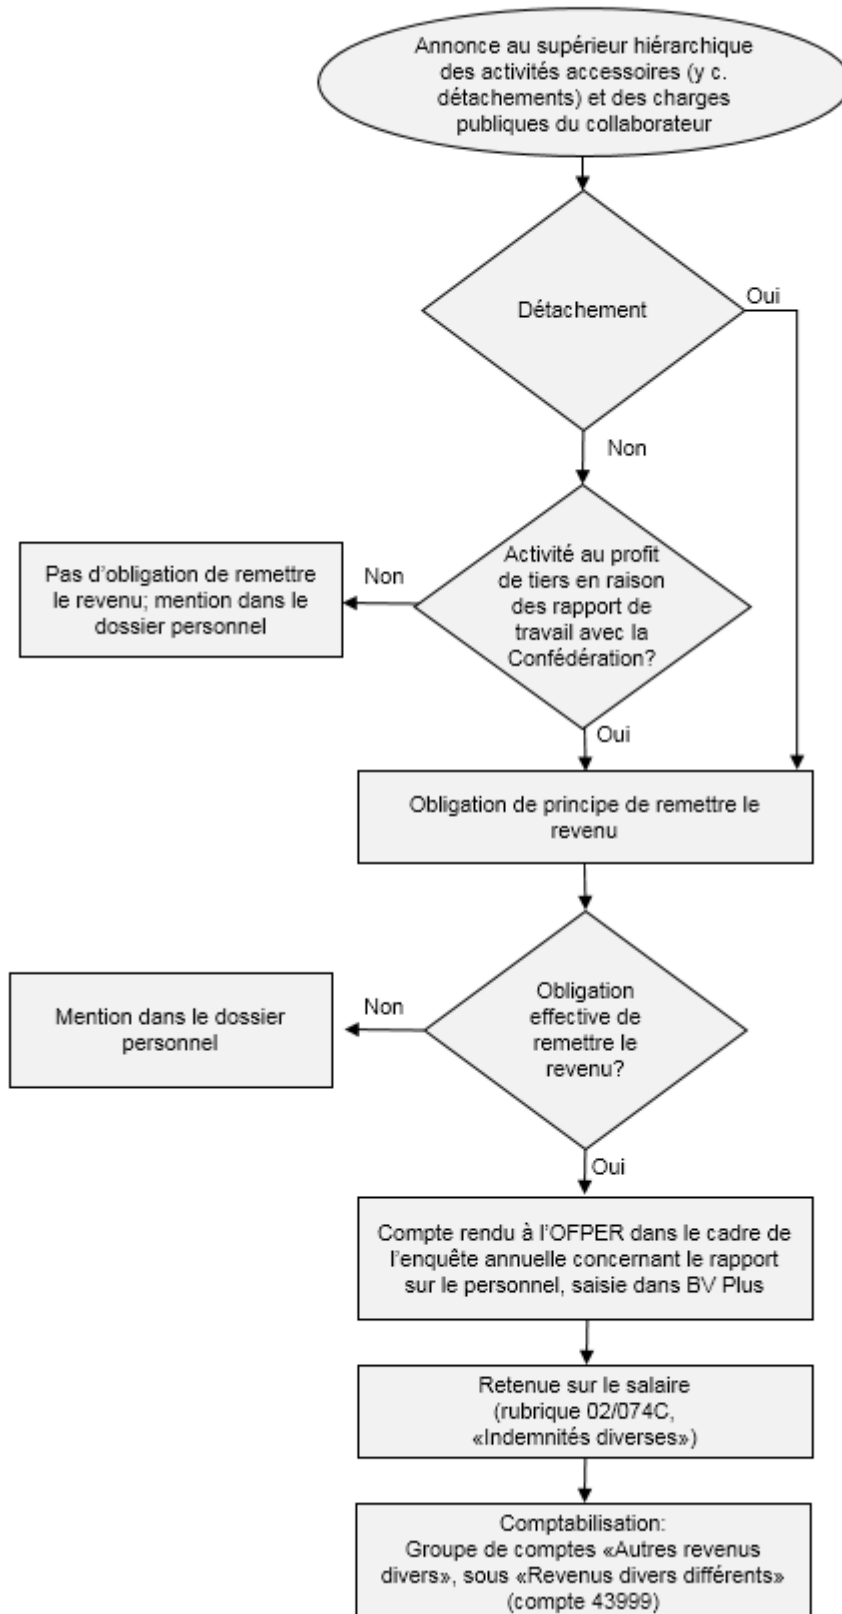 Annonce au supérieur hiérarchique
des activités accessoires (y c.
détachements) et des charges
publiques du collaborateur
Détachement
Oui
Non
Activité au profit
de tiers en raison
des rapport de
travail avec la
Confédération?
Non
Pas d'obligation de remettre
le revenu; mention dans le
dossier personnel
Oui
Obligation de principe de remettre le
revenu
Obligation
effective de
remettre le
revenu?
Non
Mention dans le dossier
personnel
Oui
Compte rendu à l'OFPER dans le cadre de
l'enquête annuelle concernant le rapport
sur le personnel, saisie dans BV Plus
Retenue sur le salaire
(rubrique 02/074C,
«Indemnités diverses»)
Comptabilisation:
Groupe de comptes «Autres revenus
divers», sous «Revenus divers différents»
(compte 43999)